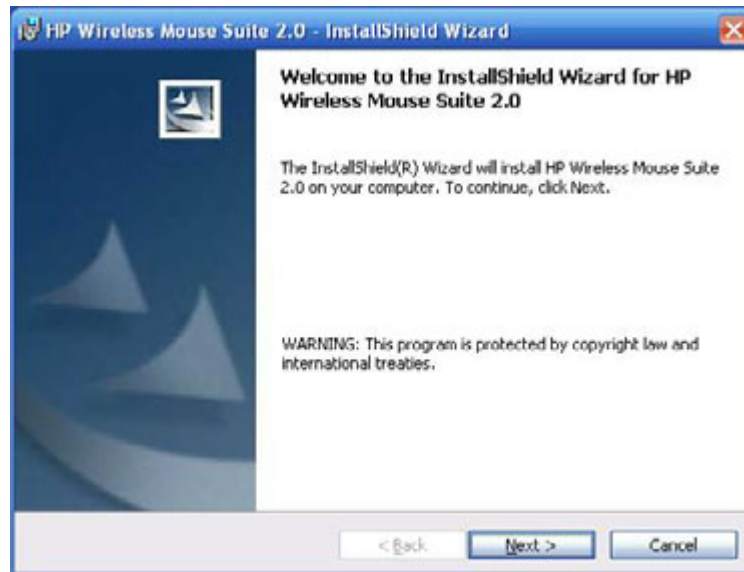 HP Wireless Mouse Suite 2.0 - InstallShield Wizard
Welcome to the InstallShield Wizard for HP
Wireless Mouse Suite 2.0
The InstallShield(R) Wizard will install HP Wireless Mouse Suite
2.0 on your computer. To continue, click Next.
WARNING: This program is protected by copyright law and
international treaties.
< Back Next > Cancel